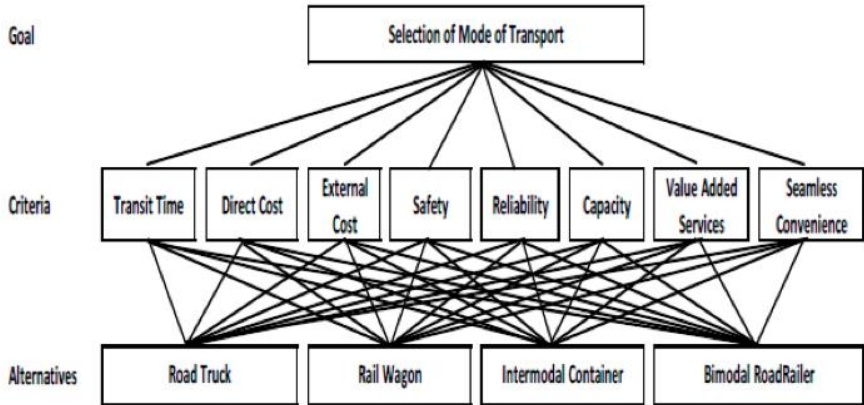 Goal
Selection of Mode of Transport
Criteria
Transit Time
Direct Cost
External
Cost
Safety
Reliability
Capacity
Value Added
Services
Seamless
Convenience
Alternatives
Road Truck
Rail Wagon
Intermodal Container
Bimodal RoadRailer